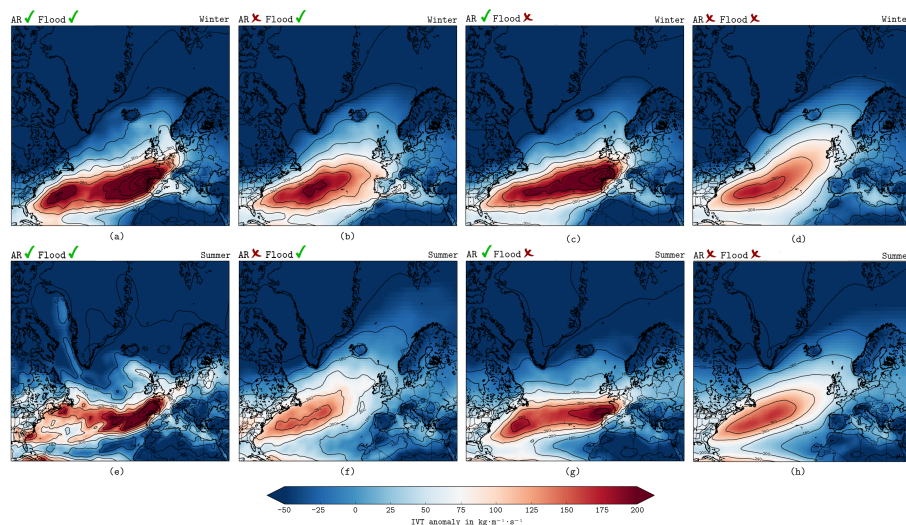 AR ✓ Flood ✓ Winter
AR ✗ Flood ✓ Winter
AR ✓ Flood ✗ Winter
AR ✗ Flood ✗ Winter
(a)
(b)
(c)
(d)
AR ✓ Flood ✓ Summer
AR ✗ Flood ✓ Summer
AR ✓ Flood ✗ Summer
AR ✗ Flood ✗ Summer
(e)
(f)
(g)
(h)
−50 −25 0 25 50 75 100 125 150 175 200
IVT anomaly in kg·m⁻¹·s⁻¹